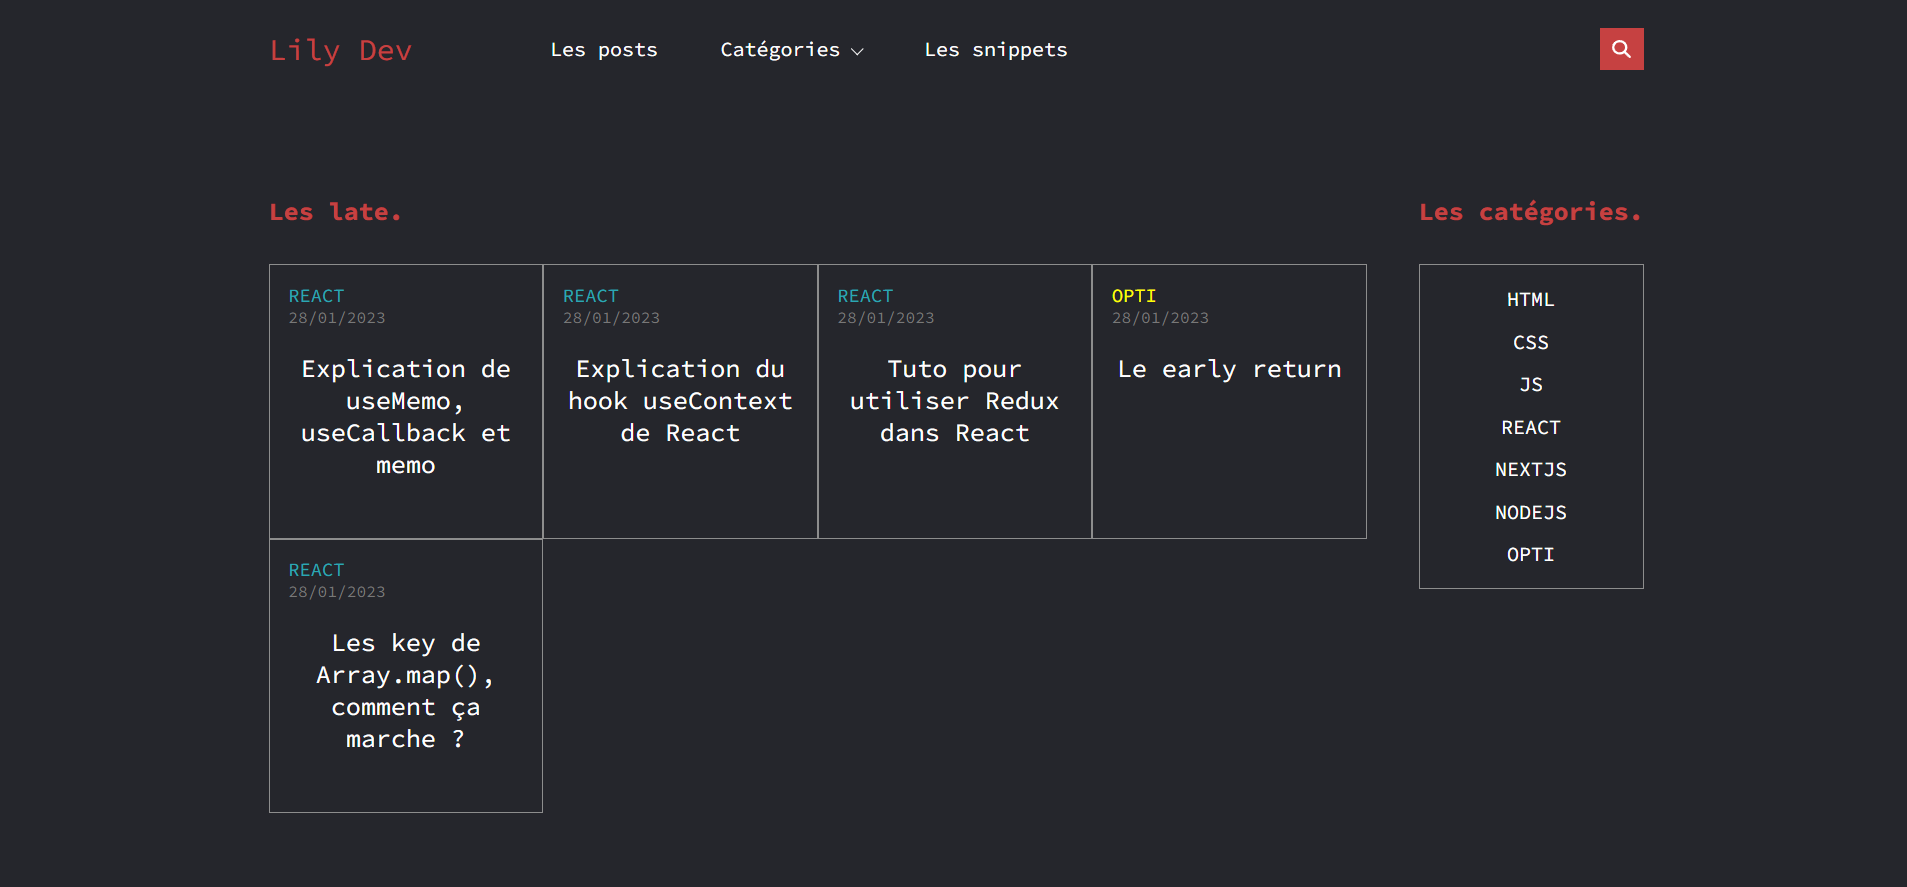 Lily Dev
Les posts
Catégories
Les snippets
Les late.
REACT
28/01/2023
Explication de
useMemo,
useCallback et
memo
REACT
28/01/2023
Explication du
hook useContext
de React
REACT
28/01/2023
Tuto pour
utiliser Redux
dans React
OPTI
28/01/2023
Le early return
REACT
28/01/2023
Les key de
Array.map(),
comment ça
marche ?
Les catégories.
HTML
CSS
JS
REACT
NEXTJS
NODEJS
OPTI